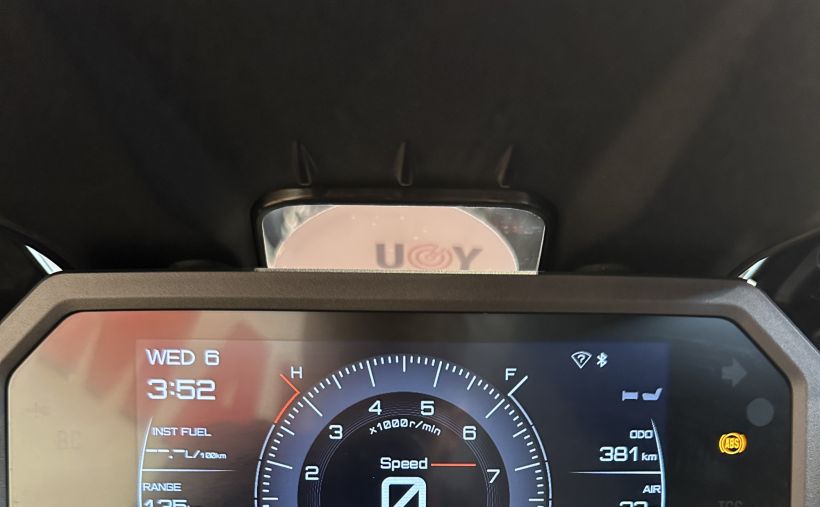 WED 6
3:52
H
F
4 5
3 6
x1000r/min
INST FUEL
--.-L/100km
ODO
381 km
ABS
Speed
2 7
RANGE
AIR
0